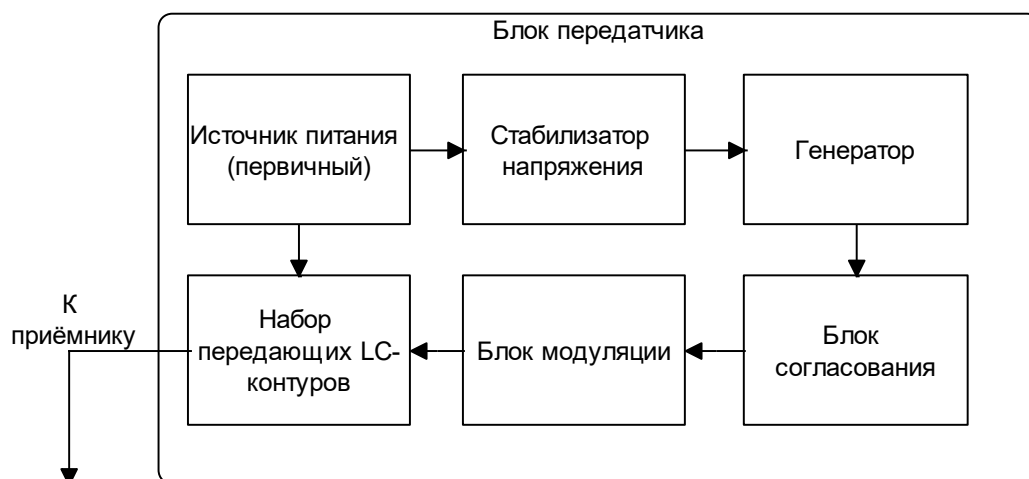 Блок передатчика
Источник питания
(первичный)
Стабилизатор
напряжения
Генератор
К
приёмнику
Набор
передающих LC-
контуров
Блок модуляции
Блок
согласования